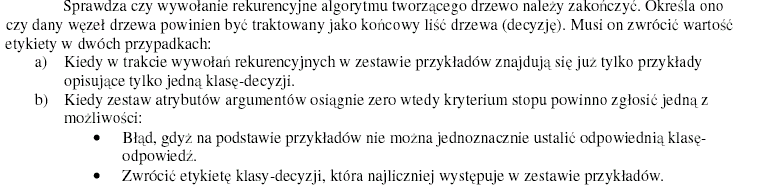 Sprawdza czy wywołanie rekurencyjne algorytmu tworzącego drzewo należy zakończyć. Określa ono
czy dany węzeł drzewa powinien być traktowany jako końcowy liść drzewa (decyzję). Musi on zwrócić wartość
etykiety w dwóch przypadkach:
a) Kiedy w trakcie wywołań rekurencyjnych w zestawie przykładów znajdują się już tylko przykłady
opisujące tylko jedną klasę-decyzji.
b) Kiedy zestaw atrybutów argumentów osiągnie zero wtedy kryterium stopu powinno zgłosić jedną z
możliwości:
• Błąd, gdyż na podstawie przykładów nie można jednoznacznie ustalić odpowiednią klasę-
odpowiedź.
• Zwrócić etykietę klasy-decyzji, która najliczniej występuje w zestawie przykładów.